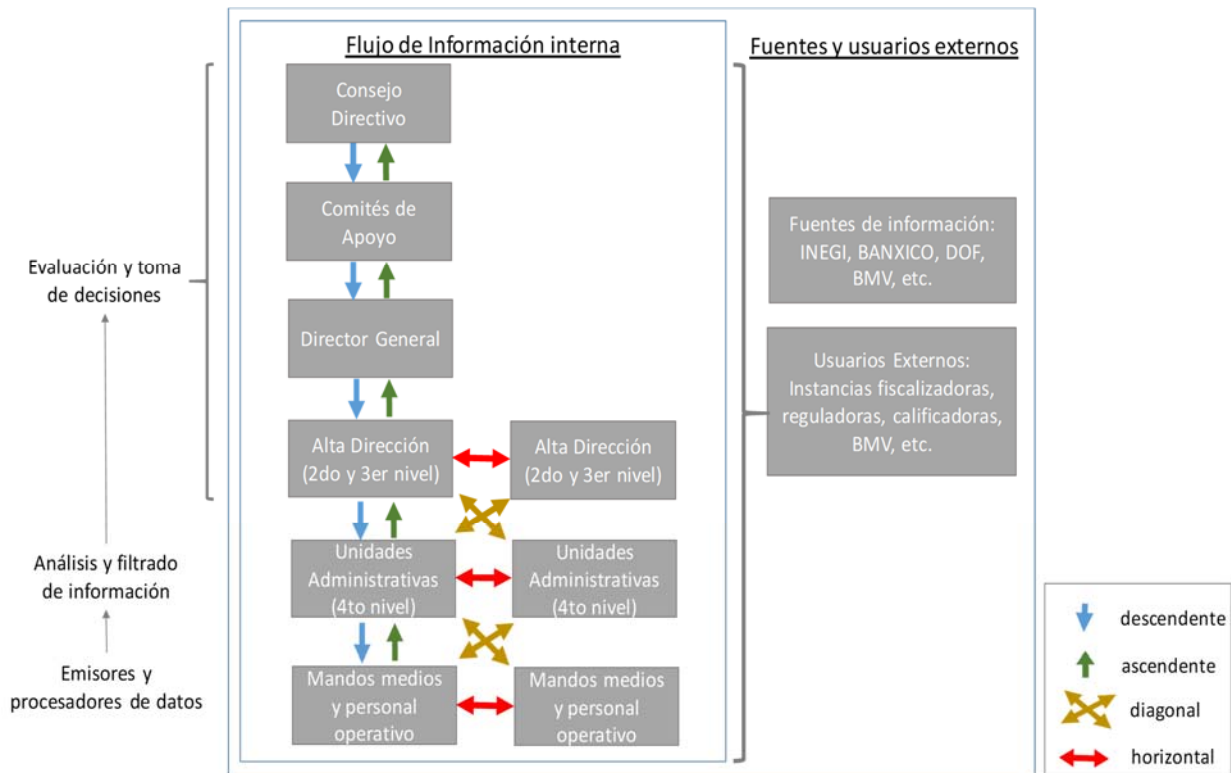 Flujo de Información interna
Fuentes y usuarios externos
Consejo
Directivo
Comités de
Apoyo
Director General
Alta Dirección
(2do y 3er nivel)
Alta Dirección
(2do y 3er nivel)
Unidades
Administrativas
(4to nivel)
Unidades
Administrativas
(4to nivel)
Mandos medios
y personal
operativo
Mandos medios
y personal
operativo
Evaluación y toma
de decisiones
Análisis y filtrado
de información
Emisores y
procesadores de datos
Fuentes de información:
INEGI, BANXICO, DOF,
BMV, etc.
Usuarios Externos:
Instancias fiscalizadoras,
reguladoras, calificadoras,
BMV, etc.
descendente
ascendente
diagonal
horizontal